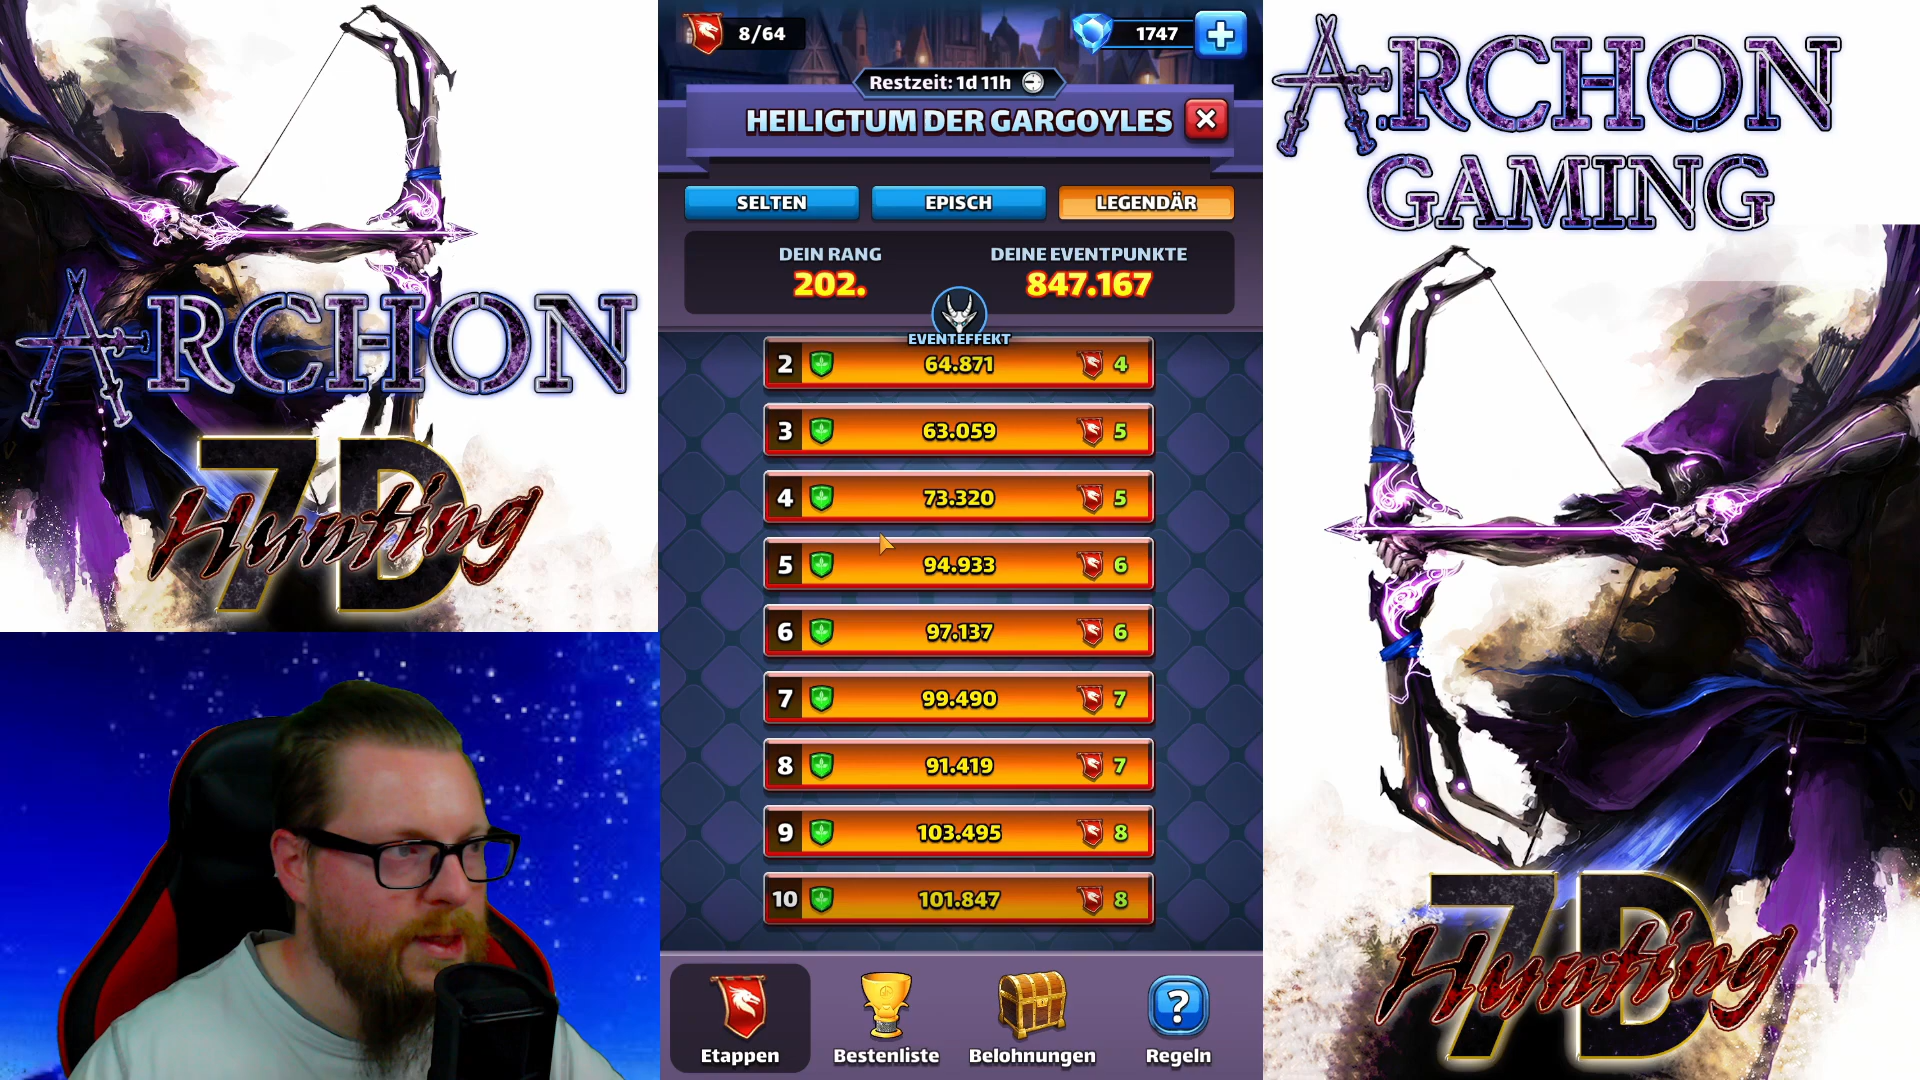 ARCHON
7D
Hunting
8/64
1747
Restzeit: 1d 11h
HEILIGTUM DER GARGOYLES
SELTEN
EPISCH
LEGENDÄR
DEIN RANG
202.
DEINE EVENTPUNKTE
847.167
EVENTEFFEKT
2 64.871 4
3 63.059 5
4 73.320 5
5 94.933 6
6 97.137 6
7 99.490 7
8 91.419 7
9 103.495 8
10 101.847 8
Etappen
Bestenliste
Belohnungen
Regeln
ARCHON
GAMING
7D
Hunting